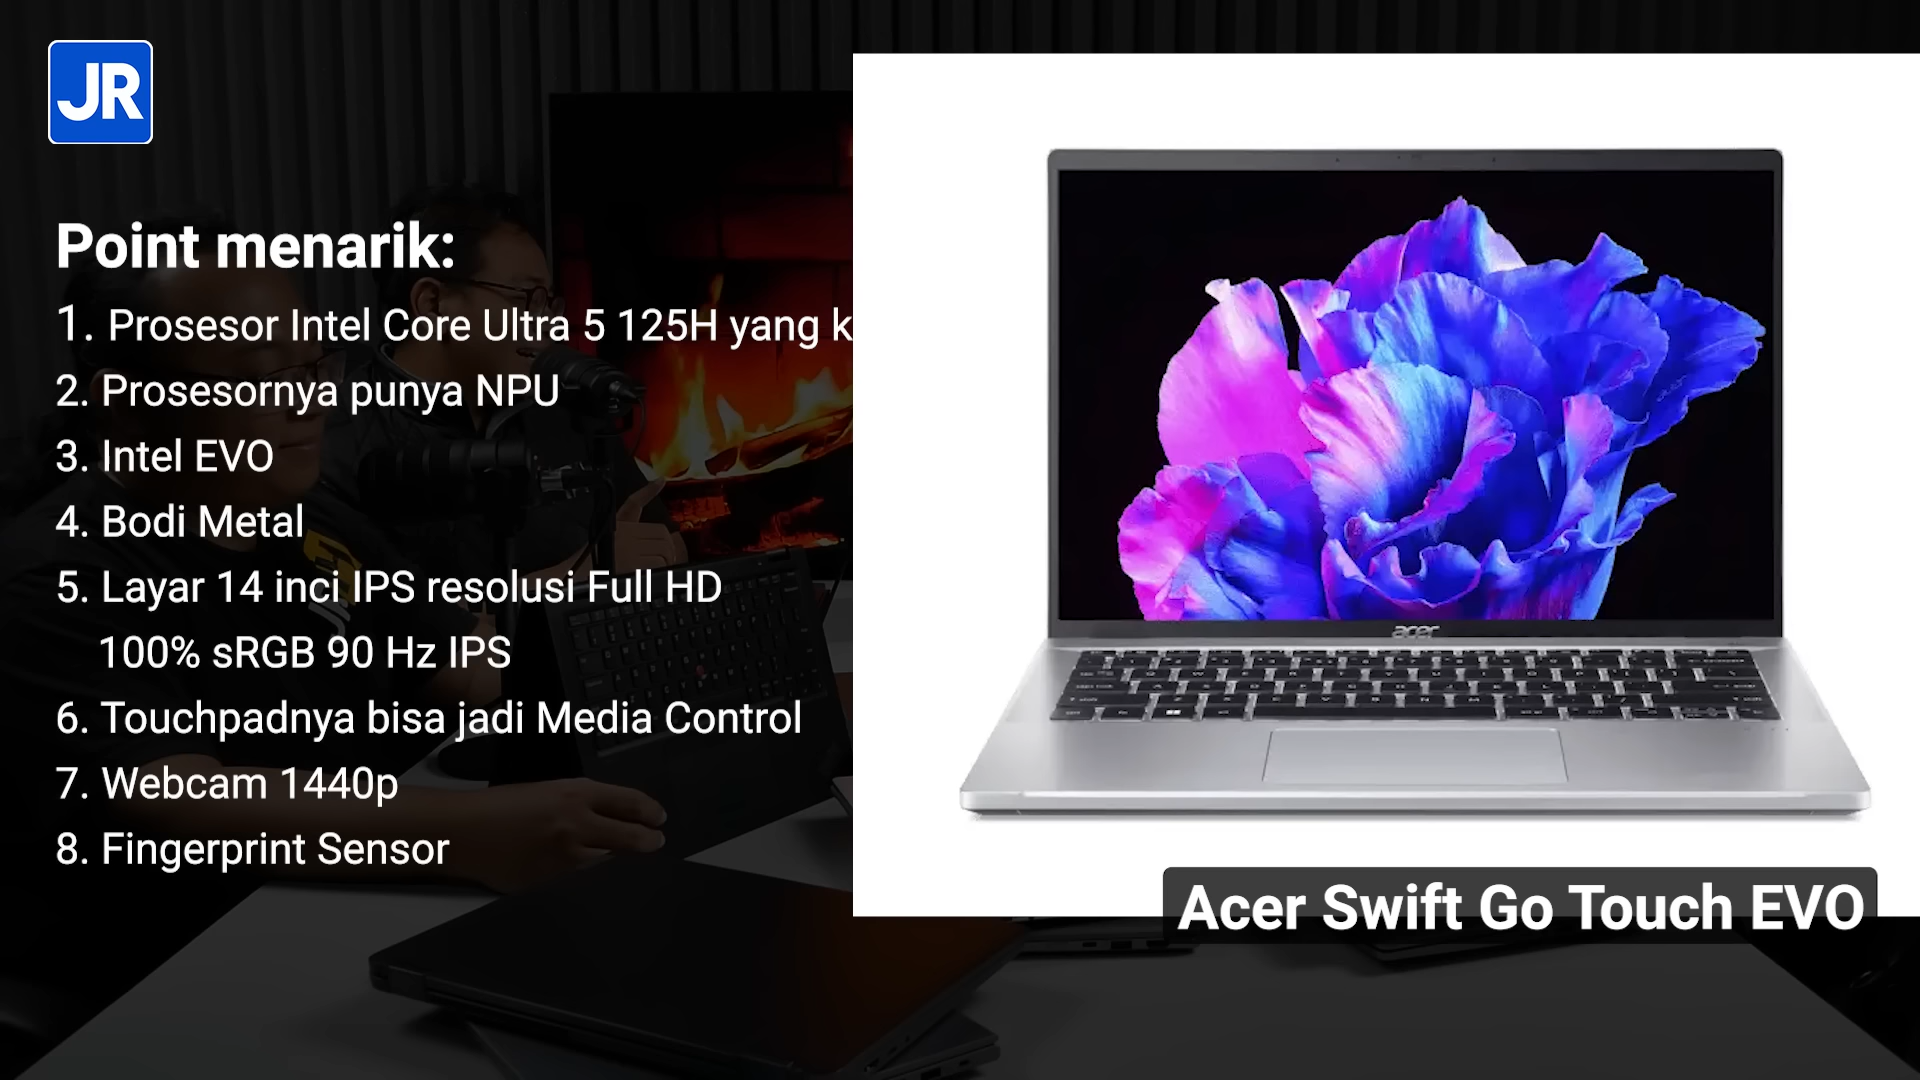 JR
Point menarik:
1. Prosesor Intel Core Ultra 5 125H yang k
2. Prosesornya punya NPU
3. Intel EVO
4. Bodi Metal
5. Layar 14 inci IPS resolusi Full HD
100% sRGB 90 Hz IPS
6. Touchpadnya bisa jadi Media Control
7. Webcam 1440p
8. Fingerprint Sensor
acer
Acer Swift Go Touch EVO